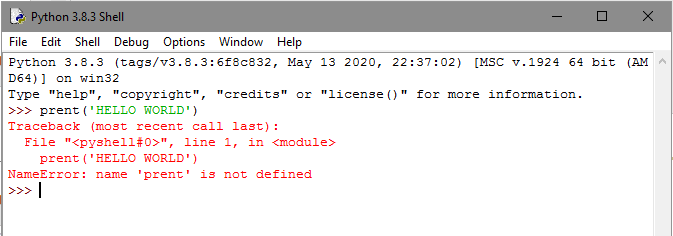 Python 3.8.3 Shell
File Edit Shell Debug Options Window Help
Python 3.8.3 (tags/v3.8.3:6f8c832, May 13 2020, 22:37:02) [MSC v.1924 64 bit (AM
D64)] on win32
Type "help", "copyright", "credits" or "license()" for more information.
>>> prent('HELLO WORLD')
Traceback (most recent call last):
  File "<pyshell#0>", line 1, in <module>
    prent('HELLO WORLD')
NameError: name 'prent' is not defined
>>>